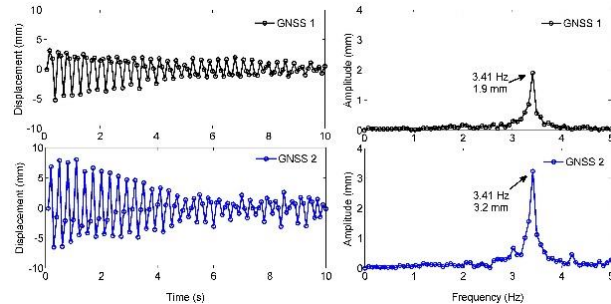 10
5
0
-5
-10
Displacement (mm)
GNSS 1
0 2 4 6 8 10
4
3
2
1
0
Amplitude (mm)
GNSS 1
3.41 Hz
1.9 mm
0 1 2 3 4 5
10
5
0
-5
-10
Displacement (mm)
GNSS 2
0 2 4 6 8 10
Time (s)
4
3
2
1
0
Amplitude (mm)
GNSS 2
3.41 Hz
3.2 mm
0 1 2 3 4 5
Frequency (Hz)